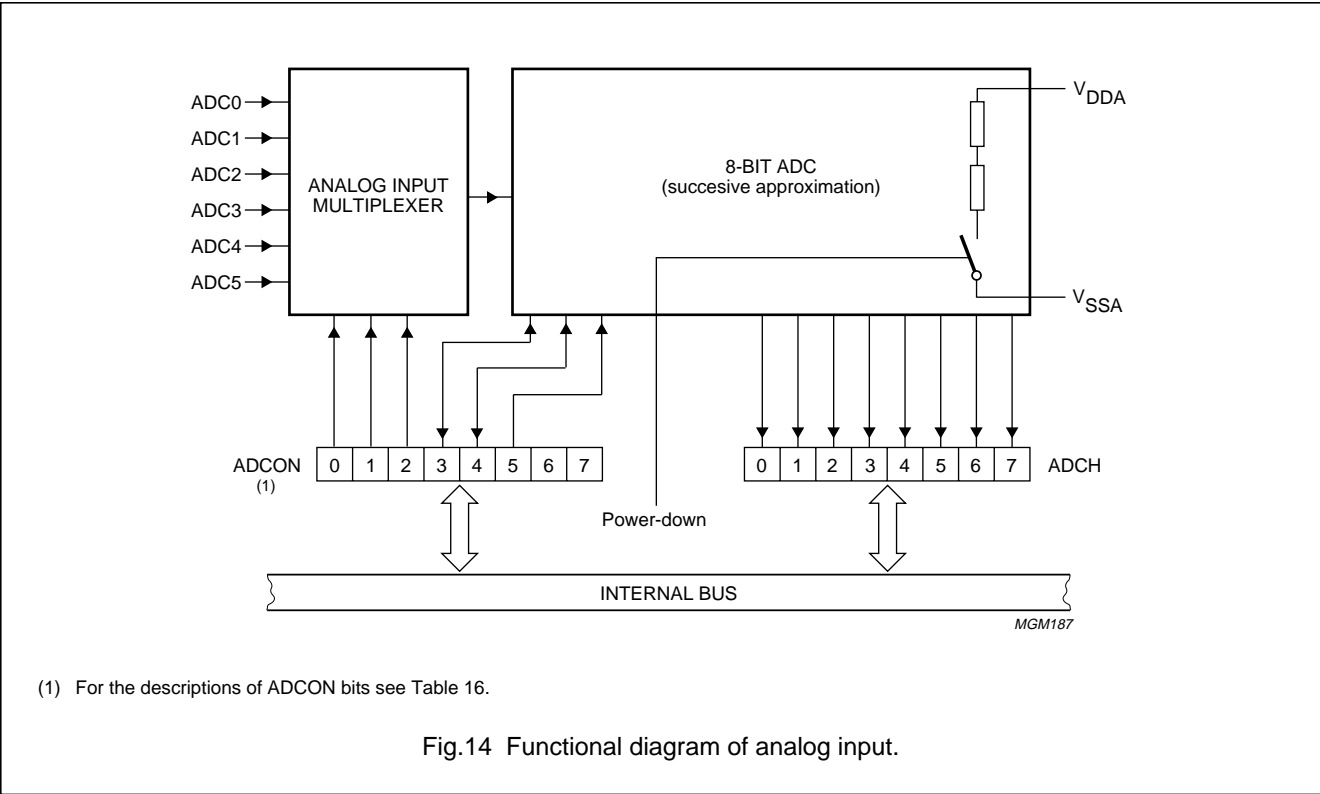 ADC0
ADC1
ADC2
ADC3
ADC4
ADC5
ANALOG INPUT
MULTIPLEXER
8-BIT ADC
(succesive approximation)
VDDA
VSSA
ADCON
(1)
0 1 2 3 4 5 6 7
Power-down
0 1 2 3 4 5 6 7
ADCH
INTERNAL BUS
MGM187
(1) For the descriptions of ADCON bits see Table 16.
Fig.14 Functional diagram of analog input.